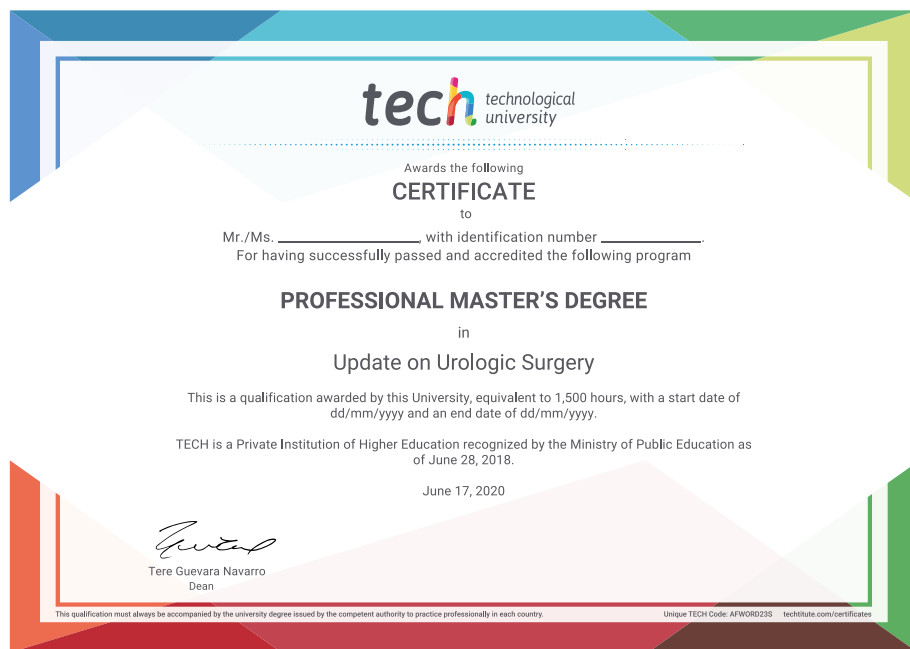 tech technological
university
Awards the following
CERTIFICATE
to
Mr./Ms. ____________________, with identification number ______________.
For having successfully passed and accredited the following program
PROFESSIONAL MASTER'S DEGREE
in
Update on Urologic Surgery
This is a qualification awarded by this University, equivalent to 1,500 hours, with a start date of
dd/mm/yyyy and an end date of dd/mm/yyyy.
TECH is a Private Institution of Higher Education recognized by the Ministry of Public Education as
of June 28, 2018.
June 17, 2020
Tere Guevara Navarro
Dean
This qualification must always be accompanied by the university degree issued by the competent authority to practice professionally in each country. Unique TECH Code: AFWORD23S techtitute.com/certificates